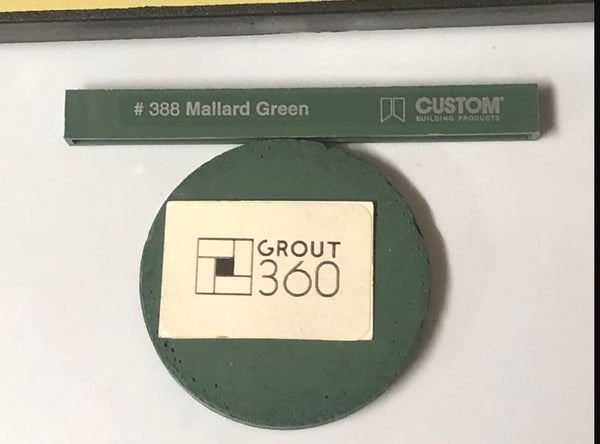 # 388 Mallard Green
CUSTOM®
BUILDING PRODUCTS
GROUT
360